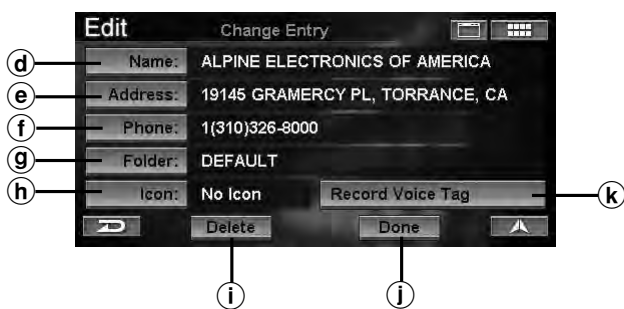 Edit Change Entry
d Name: ALPINE ELECTRONICS OF AMERICA
e Address: 19145 GRAMERCY PL, TORRANCE, CA
f Phone: 1(310)326-8000
g Folder: DEFAULT
h Icon: No Icon Record Voice Tag k
Delete Done
i j